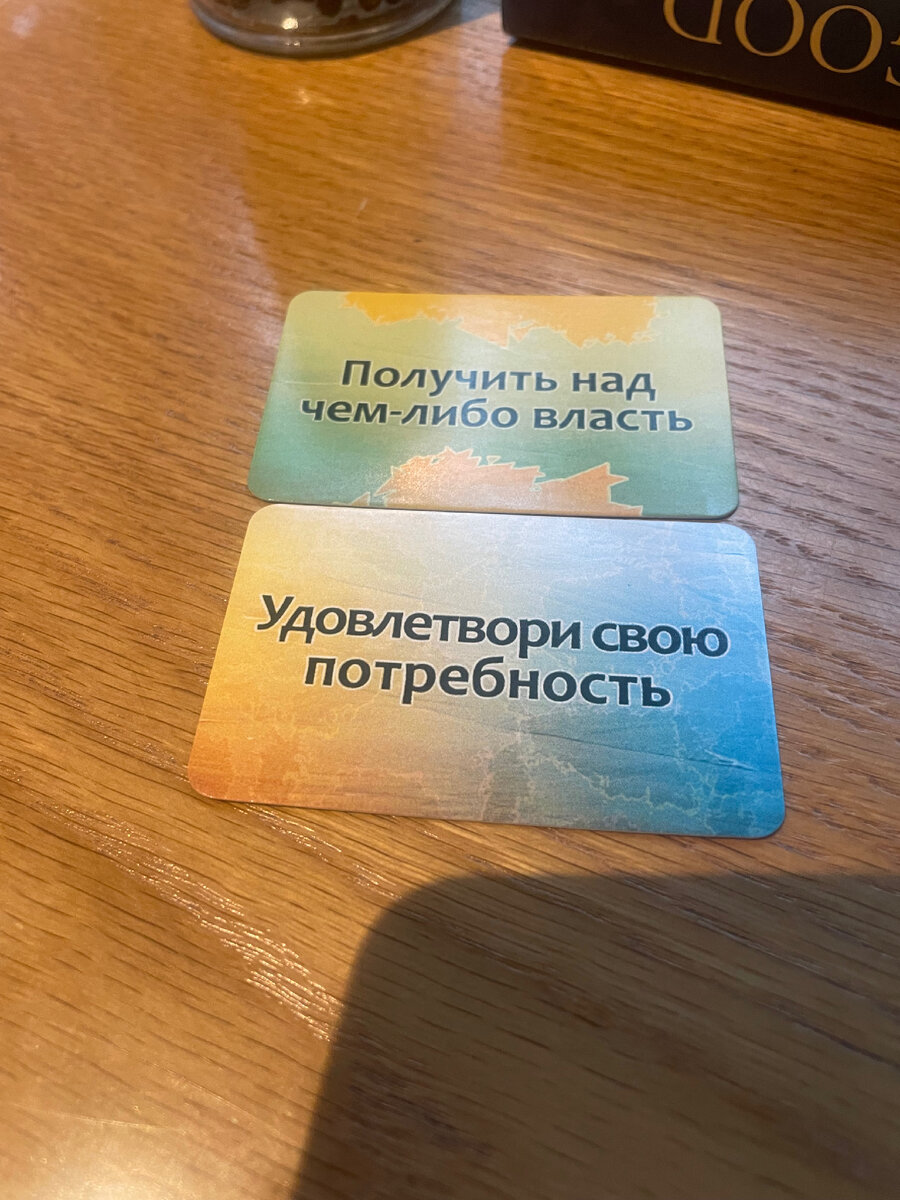 Получить над
чем-либо власть
Удовлетвори свою
потребность